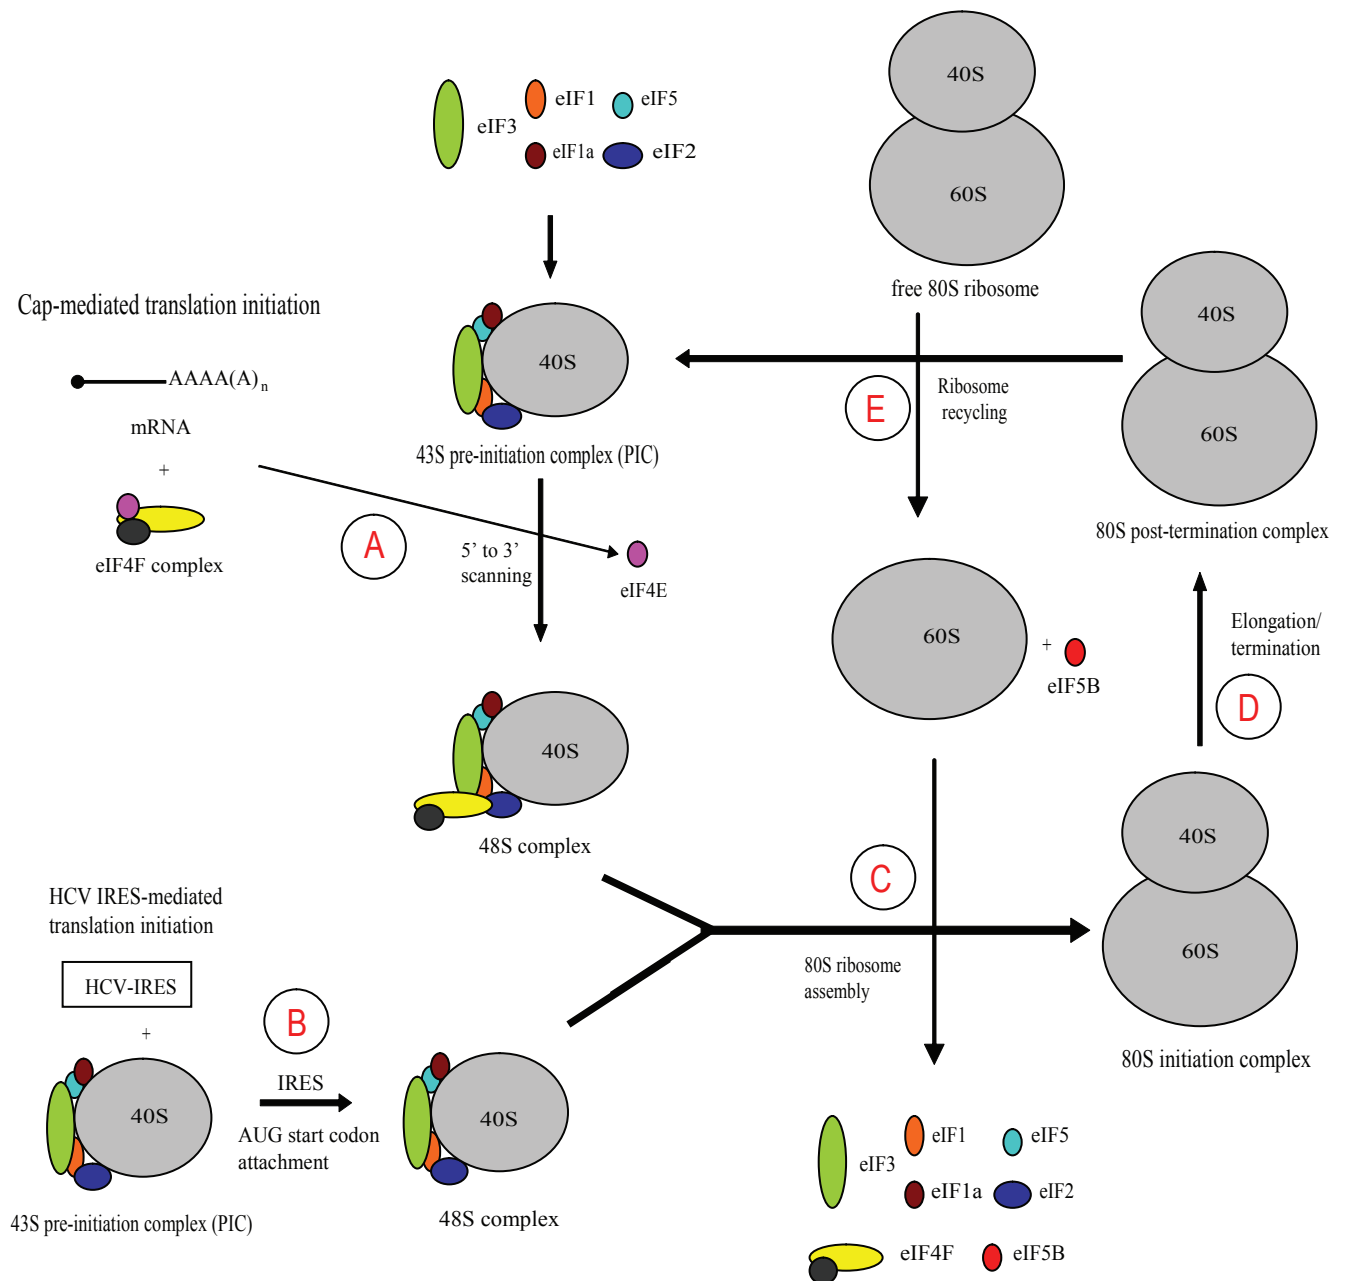 eIF3
eIF1
eIF5
eIF1a
eIF2
40S
60S
free 80S ribosome
Cap-mediated translation initiation
AAAA(A)n
mRNA
+
eIF4F complex
40S
43S pre-initiation complex (PIC)
A
5’ to 3’
scanning
eIF4E
E
Ribosome
recycling
40S
60S
80S post-termination complex
60S
+
eIF5B
Elongation/
termination
D
40S
48S complex
HCV IRES-mediated
translation initiation
HCV-IRES
+
40S
43S pre-initiation complex (PIC)
B
IRES
AUG start codon
attachment
40S
48S complex
C
80S ribosome
assembly
40S
60S
80S initiation complex
eIF3
eIF1
eIF5
eIF1a
eIF2
eIF4F
eIF5B